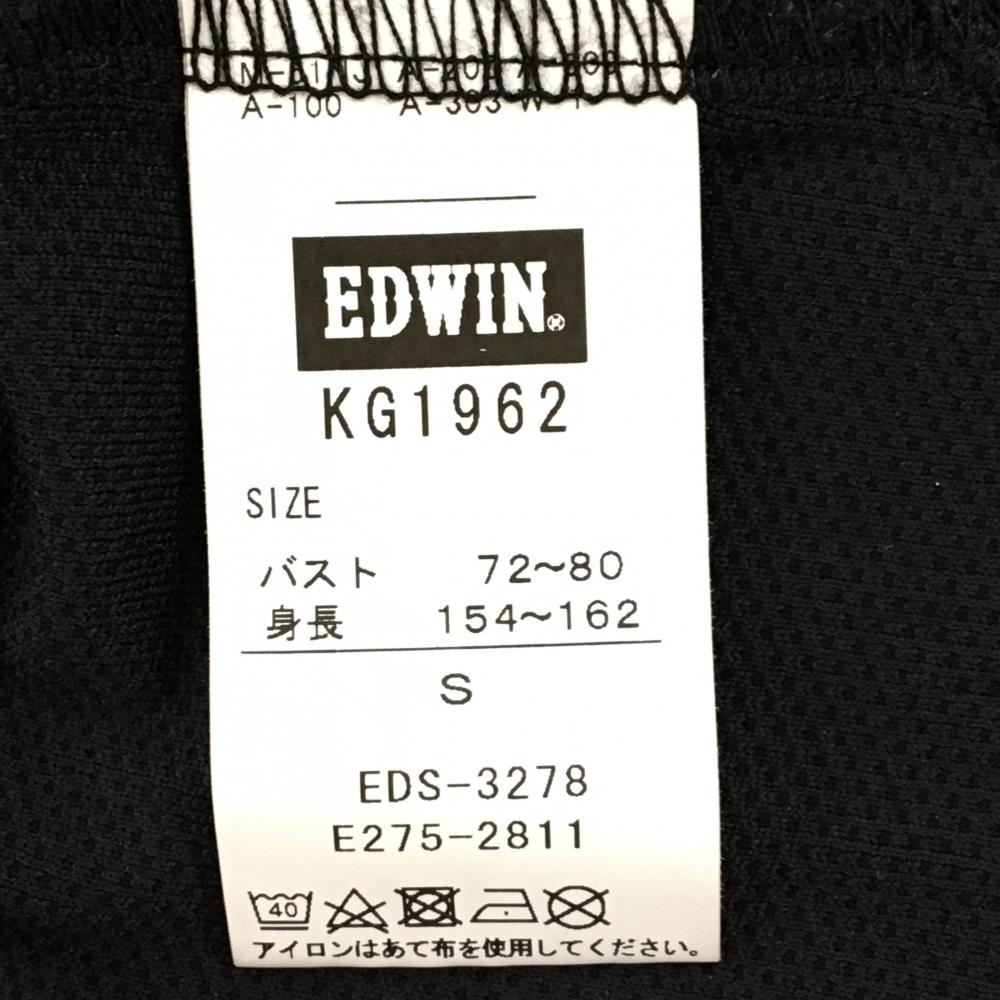 A-100 A-303
EDWIN®
KG1962
SIZE
バスト 72〜80
身長 154〜162
S
EDS-3278
E275-2811
40
アイロンはあて布を使用してください。